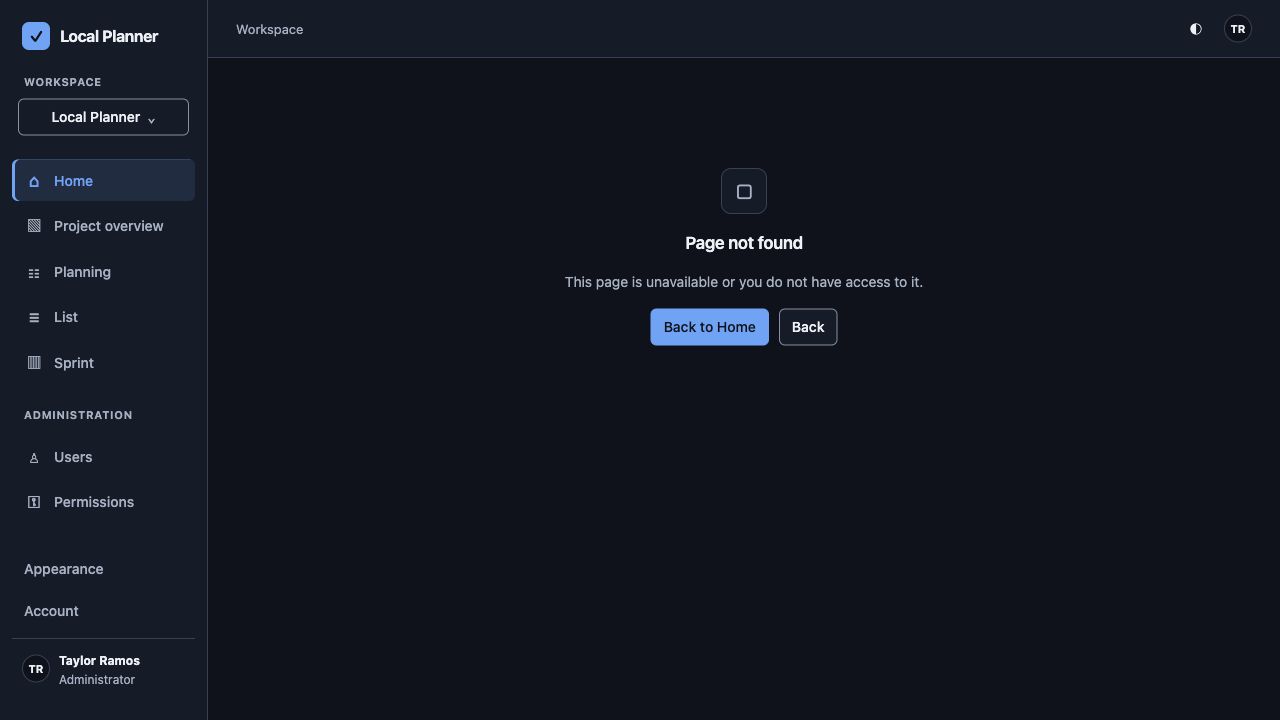 Local Planner
WORKSPACE
Local Planner
Home
Project overview
Planning
List
Sprint
ADMINISTRATION
Users
Permissions
Appearance
Account
TR
Taylor Ramos
Administrator
Workspace
TR
Page not found
This page is unavailable or you do not have access to it.
Back to Home
Back